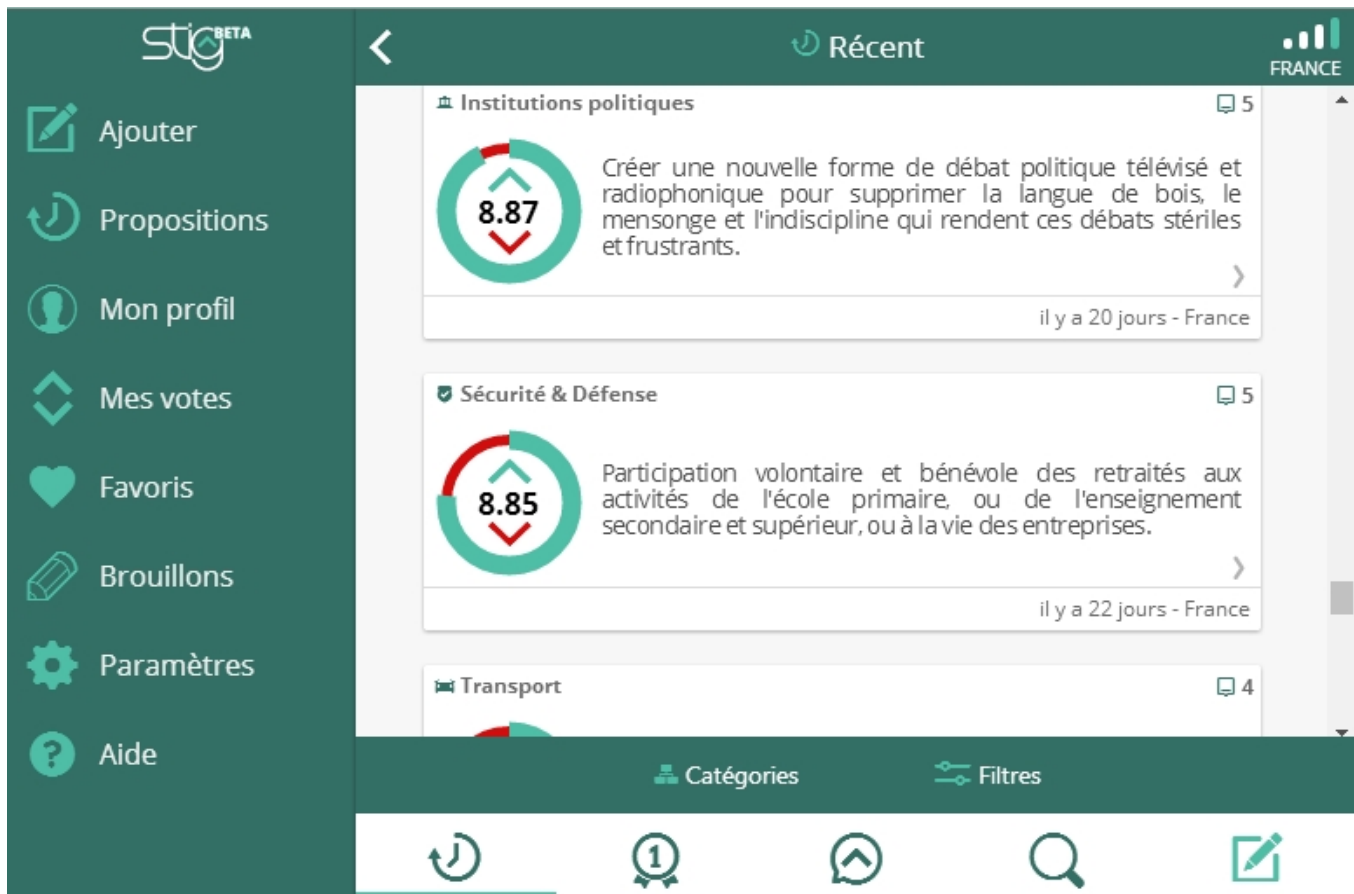 stig BETA
Ajouter
Propositions
Mon profil
Mes votes
Favoris
Brouillons
Paramètres
Aide
Récent
FRANCE
Institutions politiques
5
8.87
Créer une nouvelle forme de débat politique télévisé et
radiophonique pour supprimer la langue de bois, le
mensonge et l'indiscipline qui rendent ces débats stériles
et frustrants.
il y a 20 jours - France
Sécurité & Défense
5
8.85
Participation volontaire et bénévole des retraités aux
activités de l'école primaire, ou de l'enseignement
secondaire et supérieur, ou à la vie des entreprises.
il y a 22 jours - France
Transport
4
Catégories
Filtres
1